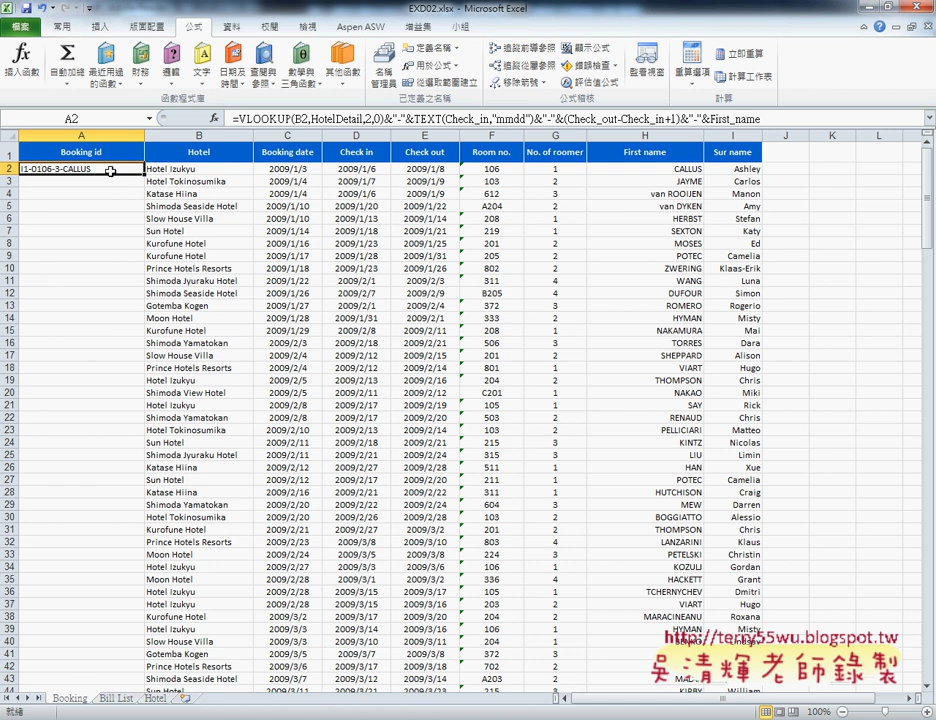 EXD02.xlsx - Microsoft Excel
檔案 常用 插入 版面配置 公式 資料 校閱 檢視 Aspen ASW 增益集 小組
插入函數 自動加總 最近用過的函數 財務 邏輯 文字 日期及時間 查閱與參照 數學與三角函數 其他函數 名稱管理員 定義名稱 用於公式 從選取範圍建立 追蹤前導參照 追蹤從屬參照 移除箭號 顯示公式 錯誤檢查 評估值公式 監看視窗 計算選項 立即重算 計算工作表
函數程式庫 已定義之名稱 公式稽核 計算
A2 fx =VLOOKUP(B2,HotelDetail,2,0)&"-"&TEXT(Check_in,"mmdd")&"-"&(Check_out-Check_in+1)&"-"&First_name
A B C D E F G H I J K L
1 Booking id Hotel Booking date Check in Check out Room no. No. of roomer First name Sur name
2 I1-0106-3-CALLUS Hotel Izukyu 2009/1/3 2009/1/6 2009/1/8 106 1 CALLUS Ashley
3 Hotel Tokinosumika 2009/1/4 2009/1/7 2009/1/9 103 2 JAYME Carlos
4 Katase Hiina 2009/1/4 2009/1/6 2009/1/9 612 3 van ROOIJEN Manon
5 Shimoda Seaside Hotel 2009/1/10 2009/1/20 2009/1/22 A204 2 van DYKEN Amy
6 Slow House Villa 2009/1/10 2009/1/13 2009/1/14 208 1 HERBST Stefan
7 Sun Hotel 2009/1/14 2009/1/18 2009/1/21 219 1 SEXTON Katy
8 Kurofune Hotel 2009/1/16 2009/1/23 2009/1/25 201 2 MOSES Ed
9 Kurofune Hotel 2009/1/17 2009/1/28 2009/1/31 205 2 POTEC Camelia
10 Prince Hotels Resorts 2009/1/18 2009/1/23 2009/1/26 802 2 ZWERING Klaas-Erik
11 Shimoda Jyuraku Hotel 2009/1/22 2009/2/1 2009/2/3 311 4 WANG Luna
12 Shimoda Seaside Hotel 2009/1/26 2009/2/7 2009/2/9 B205 4 DUFOUR Simon
13 Gotemba Kogen 2009/1/27 2009/2/1 2009/2/4 372 3 ROMERO Rogerio
14 Moon Hotel 2009/1/28 2009/1/31 2009/2/1 333 2 HYMAN Misty
15 Kurofune Hotel 2009/1/29 2009/2/8 2009/2/11 208 1 NAKAMURA Mai
16 Shimoda Yamatokan 2009/2/3 2009/2/18 2009/2/21 506 3 TORRES Dara
17 Slow House Villa 2009/2/4 2009/2/12 2009/2/15 201 2 SHEPPARD Alison
18 Prince Hotels Resorts 2009/2/4 2009/2/12 2009/2/14 801 1 VIART Hugo
19 Hotel Izukyu 2009/2/5 2009/2/13 2009/2/16 204 2 THOMPSON Chris
20 Shimoda View Hotel 2009/2/5 2009/2/11 2009/2/12 C201 2 NAKAO Miki
21 Hotel Izukyu 2009/2/8 2009/2/17 2009/2/19 105 1 SAY Rick
22 Shimoda Yamatokan 2009/2/8 2009/2/17 2009/2/18 503 2 RENAUD Chris
23 Hotel Tokinosumika 2009/2/10 2009/2/13 2009/2/14 103 2 PELLICIARI Matteo
24 Sun Hotel 2009/2/11 2009/2/18 2009/2/21 215 3 KINTZ Nicolas
25 Shimoda Jyuraku Hotel 2009/2/12 2009/2/23 2009/2/24 315 3 LIU Limin
26 Katase Hiina 2009/2/12 2009/2/24 2009/2/27 511 1 HAN Xue
27 Sun Hotel 2009/2/12 2009/2/17 2009/2/20 211 1 POTEC Camelia
28 Katase Hiina 2009/2/16 2009/2/21 2009/2/22 311 1 HUTCHISON Craig
29 Shimoda Yamatokan 2009/2/20 2009/2/22 2009/2/24 604 3 MEW Darren
30 Hotel Tokinosumika 2009/2/20 2009/2/26 2009/2/28 103 2 BOGGIATTO Alessio
31 Kurofune Hotel 2009/2/21 2009/2/27 2009/3/2 201 2 THOMPSON Chris
32 Prince Hotels Resorts 2009/2/23 2009/3/8 2009/3/10 803 4 LANZARINI Klaus
33 Moon Hotel 2009/2/24 2009/3/5 2009/3/8 224 3 PETELSKI Christin
34 Hotel Izukyu 2009/2/27 2009/3/3 2009/3/6 106 1 KOZULJ Gordan
35 Moon Hotel 2009/2/28 2009/3/1 2009/3/2 336 4 HACKETT Grant
36 Hotel Izukyu 2009/2/28 2009/3/15 2009/3/17 105 1 TCHERNYCHEV Dmitri
37 Hotel Izukyu 2009/2/28 2009/3/16 2009/3/17 203 2 VIART Hugo
38 Kurofune Hotel 2009/3/2 2009/3/17 2009/3/20 204 2 MARACINEANU Roxana
39 Hotel Izukyu 2009/3/3 2009/3/17 2009/3/18 106 1 HYMAN Misty
40 Slow House Villa 2009/3/3 2009/3/10 2009/3/11 204 1
41 Gotemba Kogen 2009/3/5 2009/3/8 2009/3/9 372 3
42 Prince Hotels Resorts 2009/3/6 2009/3/17 2009/3/18 702 2
43 Shimoda Seaside Hotel 2009/3/7 2009/3/12 2009/3/14 A203 2
44 Sun Hotel 2009/3/11 2009/3/23 2009/3/24 215 3 KIRBY William
http://terry55wu.blogspot.tw
吳清輝老師錄製
Booking Bill List Hotel
就緒 100%